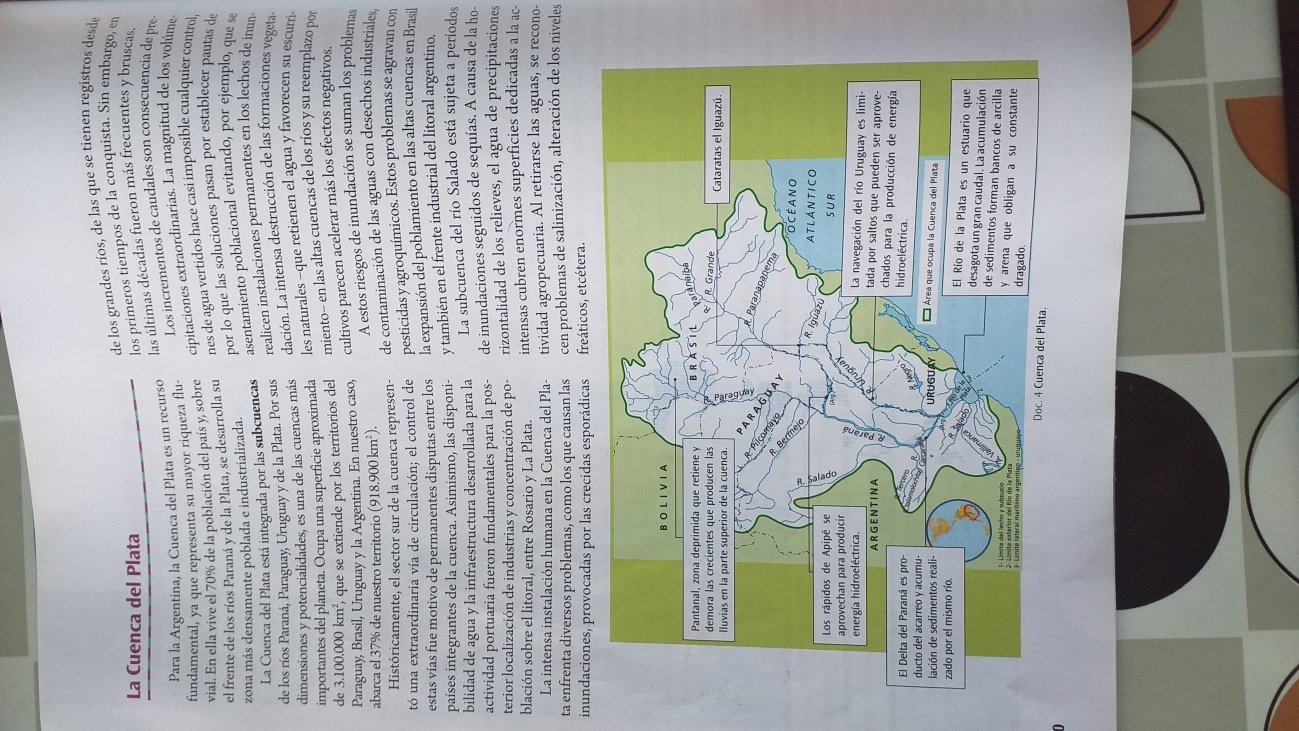 La Cuenca del Plata
Para la Argentina, la Cuenca del Plata es un recurso
fundamental, ya que representa su mayor riqueza flu-
vial. En ella vive el 70% de la población del país y, sobre
el frente de los ríos Paraná y de la Plata, se desarrolla su
zona más densamente poblada e industrializada.
La Cuenca del Plata está integrada por las subcuencas
de los ríos Paraná, Paraguay, Uruguay y de la Plata. Por sus
dimensiones y potencialidades, es una de las cuencas más
importantes del planeta. Ocupa una superficie aproximada
de 3.100.000 km², que se extiende por los territorios del
Paraguay, Brasil, Uruguay y la Argentina. En nuestro caso,
abarca el 37% de nuestro territorio (918.900 km²).
Históricamente, el sector sur de la cuenca represen-
tó una extraordinaria vía de circulación; el control de
estas vías fue motivo de permanentes disputas entre los
países integrantes de la cuenca. Asimismo, las disponi-
bilidad de agua y la infraestructura desarrollada para la
actividad portuaria fueron fundamentales para la pos-
terior localización de industrias y concentración de po-
blación sobre el litoral, entre Rosario y La Plata.
La intensa instalación humana en la Cuenca del Pla-
ta enfrenta diversos problemas, como los que causan las
inundaciones, provocadas por las crecidas esporádicas
de los grandes ríos, de las que se tienen registros desde
los primeros tiempos de la conquista. Sin embargo, en
las últimas décadas fueron más frecuentes y bruscas.
Los incrementos de caudales son consecuencia de pre-
cipitaciones extraordinarias. La magnitud de los volúme-
nes de agua vertidos hace casi imposible cualquier control,
por lo que las soluciones pasan por establecer pautas de
asentamiento poblacional evitando, por ejemplo, que se
realicen instalaciones permanentes en los lechos de inun-
dación. La intensa destrucción de las formaciones vegeta-
les naturales –que retienen el agua y favorecen su escurri-
miento– en las altas cuencas de los ríos y su reemplazo por
cultivos parecen acelerar más los efectos negativos.
A estos riesgos de inundación se suman los problemas
de contaminación de las aguas con desechos industriales,
pesticidas y agroquímicos. Estos problemas se agravan con
la expansión del poblamiento en las altas cuencas en Brasil
y también en el frente industrial del litoral argentino.
La subcuenca del río Salado está sujeta a períodos
de inundaciones seguidos de sequías. A causa de la ho-
rizontalidad de los relieves, el agua de precipitaciones
intensas cubren enormes superficies dedicadas a la ac-
tividad agropecuaria. Al retirarse las aguas, se recono-
cen problemas de salinización, alteración de los niveles
freáticos, etcétera.
BOLIVIA
BRASIL
PARAGUAY
ARGENTINA
URUGUAY
OCÉANO
ATLÁNTICO
SUR
R. Paraguay
R. Pilcomayo
R. Bermejo
R. Salado
R. Paraná
R. Uruguay
R. Negro
R. Iguazú
R. Paranapanema
R. Grande
R. Paranaíba
R. Tercero
R. Salado
Vallimanca
Pantanal, zona deprimida que retiene y
demora las crecientes que producen las
lluvias en la parte superior de la cuenca.
Cataratas el Iguazú.
Los rápidos de Appé se
aprovechan para producir
energía hidroeléctrica.
La navegación del río Uruguay es limi-
tada por saltos que pueden ser aprove-
chados para la producción de energía
hidroeléctrica.
Área que ocupa la Cuenca del Plata
El Delta del Paraná es pro-
ducto del acarreo y acumu-
lación de sedimentos reali-
zado por el mismo río.
El Río de la Plata es un estuario que
desagota un gran caudal. La acumulación
de sedimentos forman bancos de arcilla
y arena que obligan a su constante
dragado.
1- Límite del lecho y subsuelo
2- Límite exterior del Río de la Plata
3- Límite lateral marítimo argentino - uruguayo
Doc. 4 Cuenca del Plata.
0